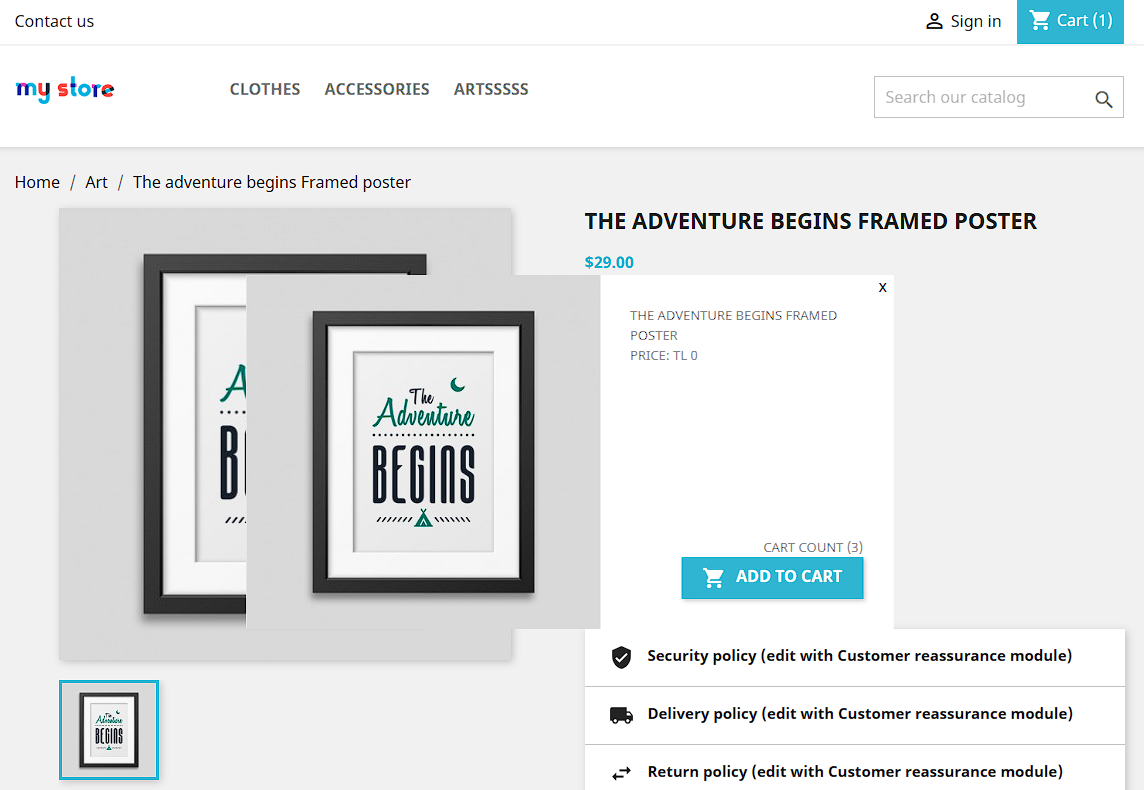 Contact us
Sign in
Cart (1)
my store
CLOTHES
ACCESSORIES
ARTSSSSS
Search our catalog
Home / Art / The adventure begins Framed poster
THE ADVENTURE BEGINS FRAMED POSTER
$29.00
A
B
The
Adventure
BEGINS
x
THE ADVENTURE BEGINS FRAMED
POSTER
PRICE: TL 0
CART COUNT (3)
ADD TO CART
Security policy (edit with Customer reassurance module)
Delivery policy (edit with Customer reassurance module)
Return policy (edit with Customer reassurance module)
The
Adventure
BEGINS